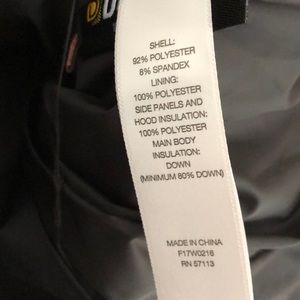 SHELL:
92% POLYESTER
8% SPANDEX
LINING:
100% POLYESTER
SIDE PANELS AND
HOOD INSULATION:
100% POLYESTER
MAIN BODY
INSULATION:
DOWN
(MINIMUM 80% DOWN)
MADE IN CHINA
F17W0216
RN 57113